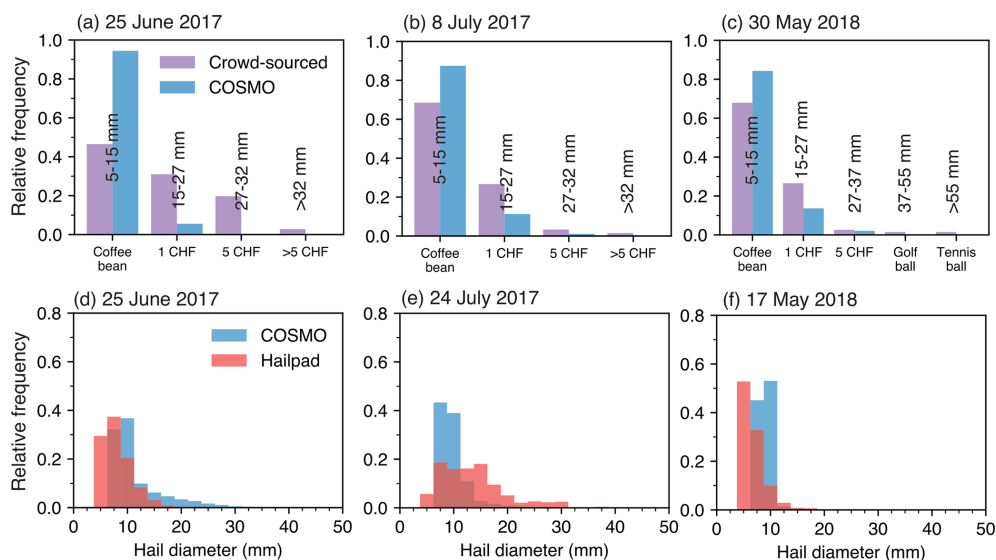 (a) 25 June 2017
(b) 8 July 2017
(c) 30 May 2018
Relative frequency
1.0
0.8
0.6
0.4
0.2
0.0
Crowd-sourced
COSMO
5-15 mm
15-27 mm
27-32 mm
>32 mm
Coffee
bean
1 CHF
5 CHF
>5 CHF
1.0
0.8
0.6
0.4
0.2
0.0
5-15 mm
15-27 mm
27-32 mm
>32 mm
Coffee
bean
1 CHF
5 CHF
>5 CHF
1.0
0.8
0.6
0.4
0.2
0.0
5-15 mm
15-27 mm
27-37 mm
37-55 mm
>55 mm
Coffee
bean
1 CHF
5 CHF
Golf
ball
Tennis
ball
(d) 25 June 2017
(e) 24 July 2017
(f) 17 May 2018
Relative frequency
0.8
0.6
0.4
0.2
0.0
COSMO
Hailpad
0 10 20 30 40 50
Hail diameter (mm)
0.8
0.6
0.4
0.2
0.0
0 10 20 30 40 50
Hail diameter (mm)
0.8
0.6
0.4
0.2
0.0
0 10 20 30 40 50
Hail diameter (mm)